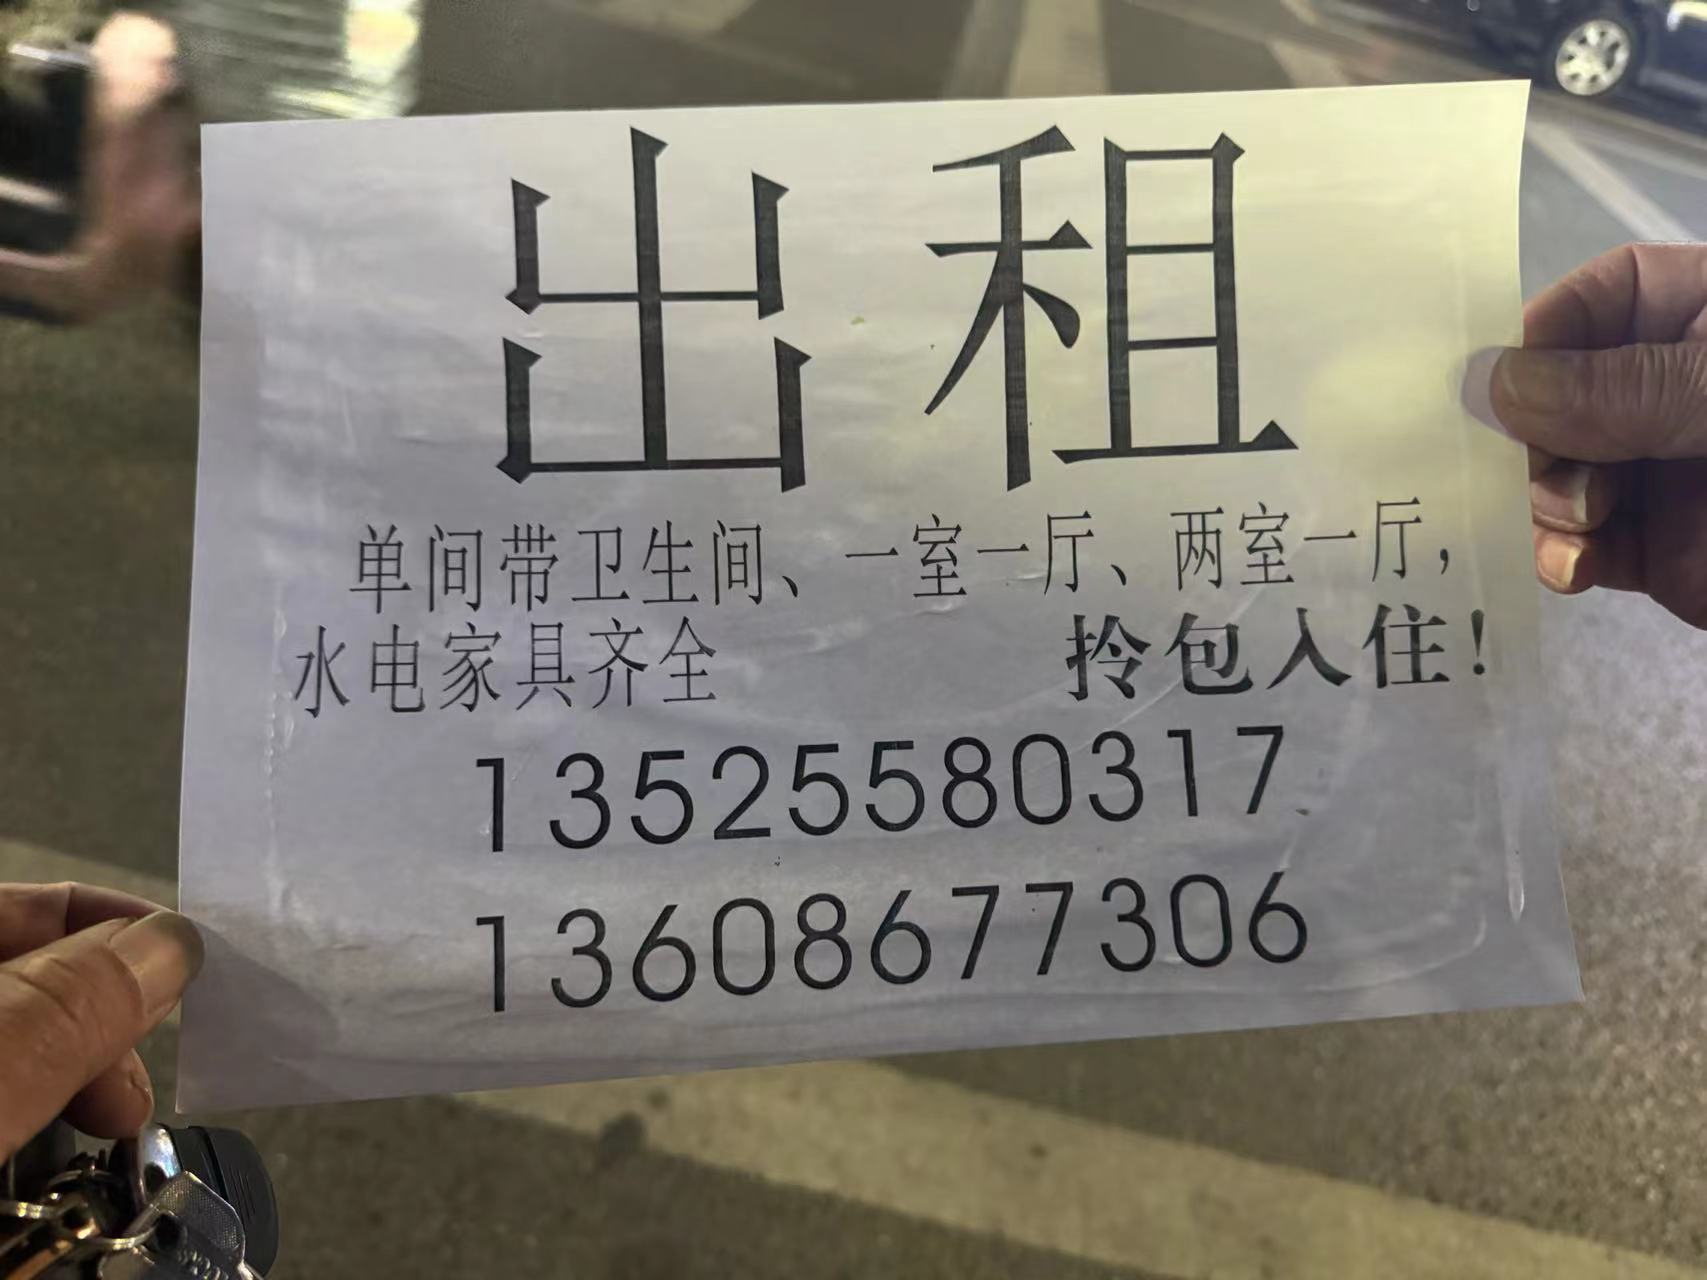 出租
单间带卫生间、一室一厅、两室一厅，
水电家具齐全 拎包入住！
13525580317
13608677306